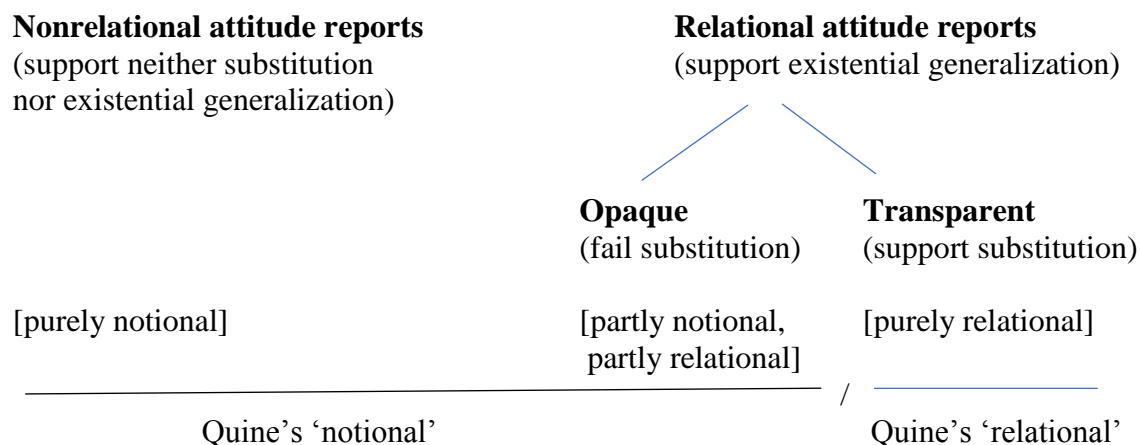 Nonrelational attitude reports
(support neither substitution
nor existential generalization)
Relational attitude reports
(support existential generalization)
Opaque
(fail substitution)
Transparent
(support substitution)
[purely notional]
[partly notional,
partly relational]
[purely relational]
/
Quine’s ‘notional’
Quine’s ‘relational’